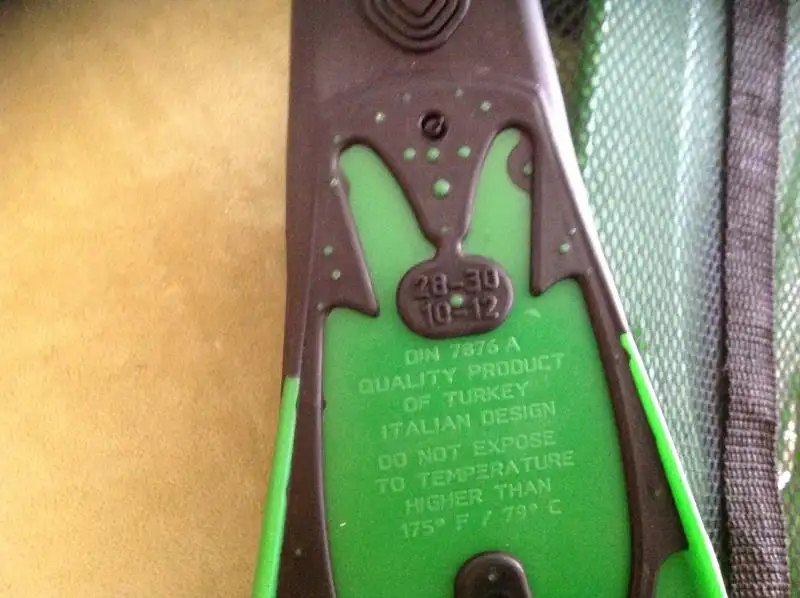 28-30
10-12
DIN 7876 A
QUALITY PRODUCT
OF TURKEY
ITALIAN DESIGN
DO NOT EXPOSE
TO TEMPERATURE
HIGHER THAN
175° F / 79° C